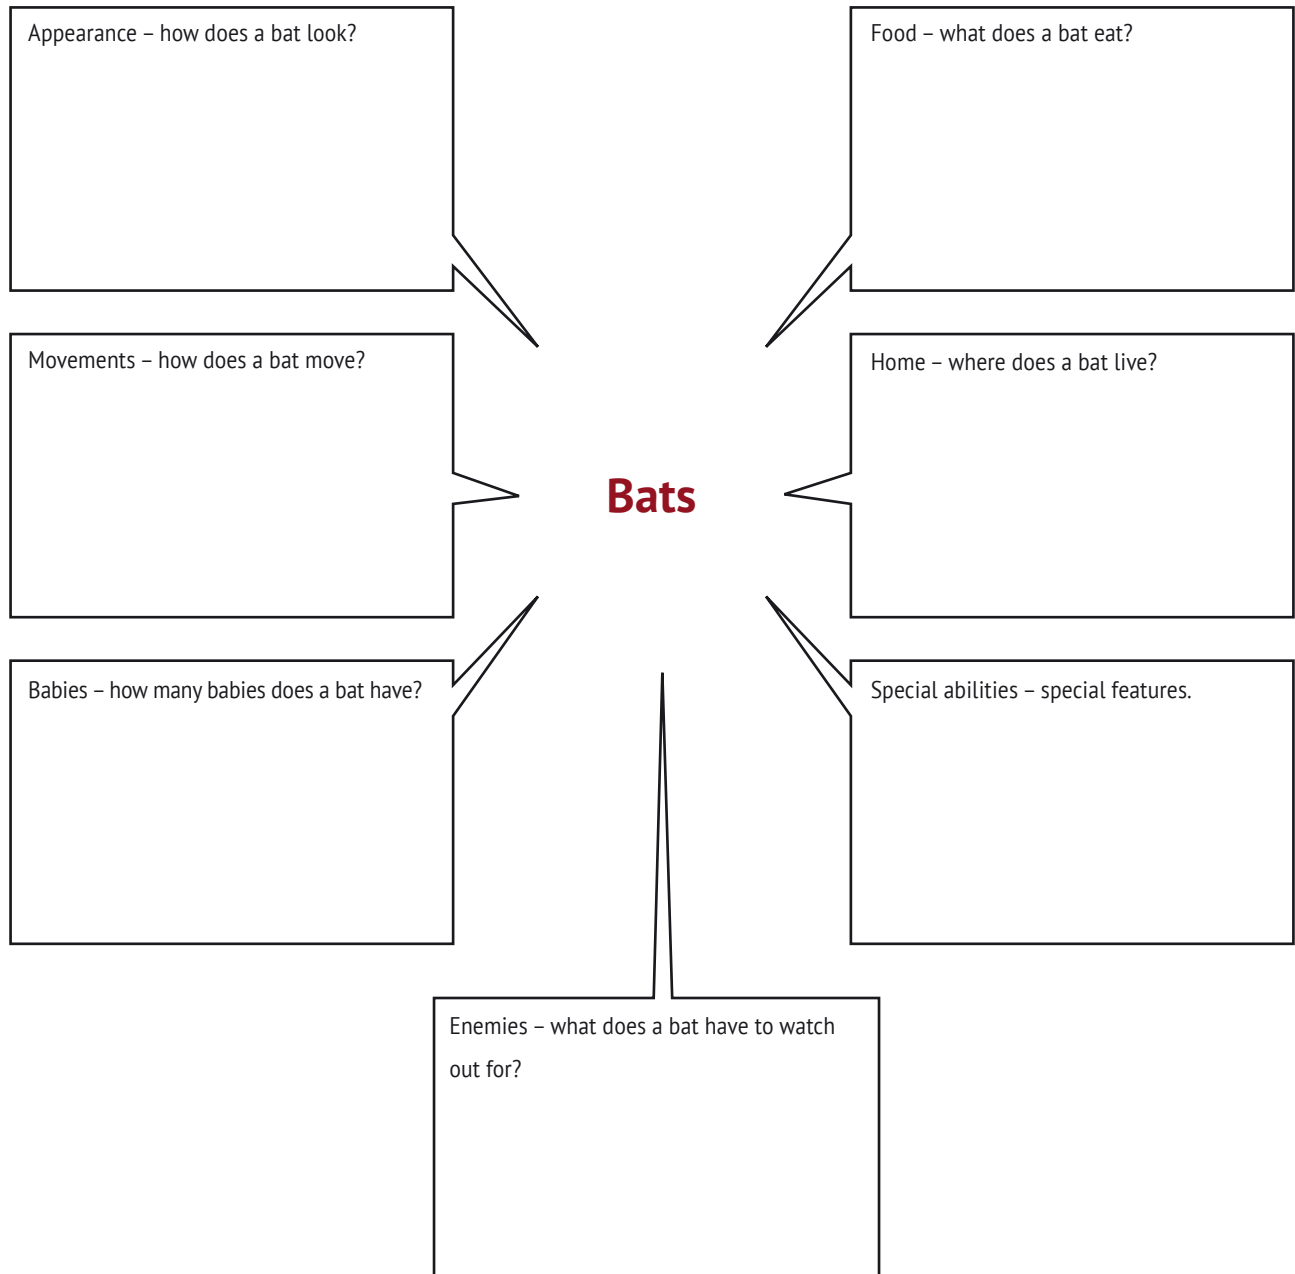 Appearance – how does a bat look?
Food – what does a bat eat?
Movements – how does a bat move?
Home – where does a bat live?
Bats
Babies – how many babies does a bat have?
Special abilities – special features.
Enemies – what does a bat have to watch
out for?